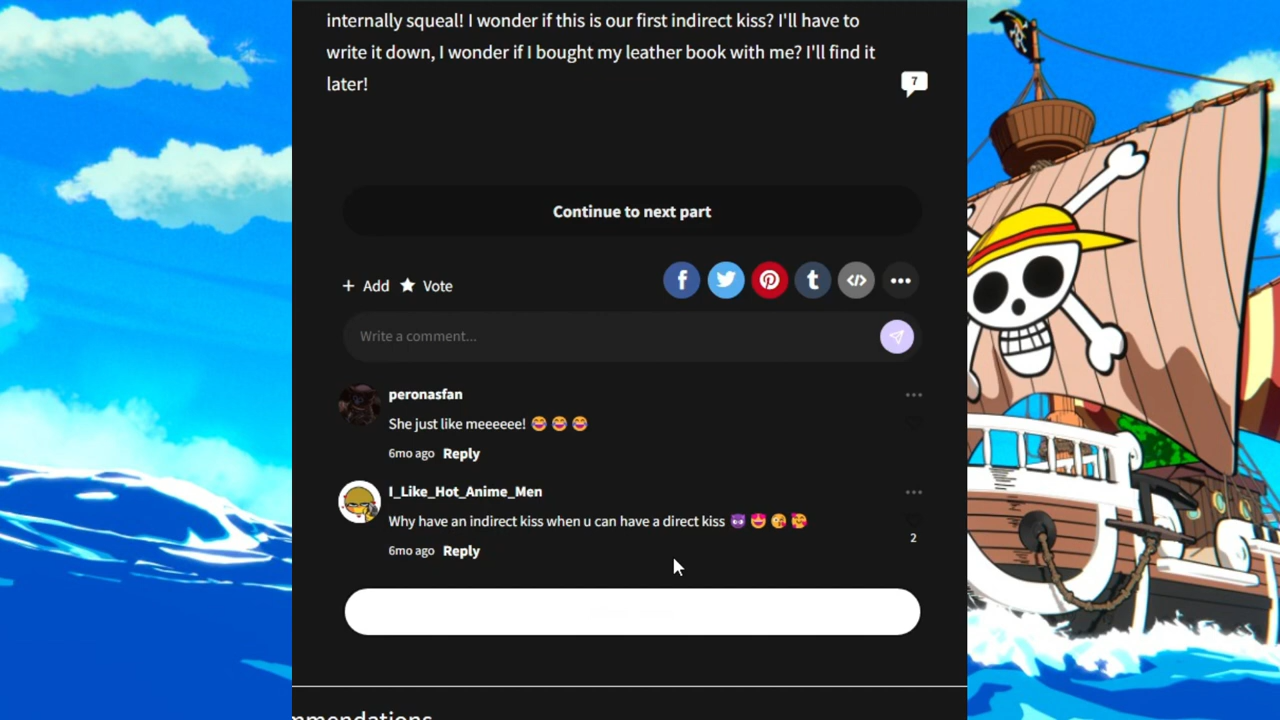 internally squeal! I wonder if this is our first indirect kiss? I'll have to
write it down, I wonder if I bought my leather book with me? I'll find it
later!
7
Continue to next part
+ Add ★ Vote
Write a comment...
peronasfan
She just like meeeeee! 😂 😂 😂
6mo ago Reply
I_Like_Hot_Anime_Men
Why have an indirect kiss when u can have a direct kiss 😈 😍 😘 🥰
2
6mo ago Reply
mmendations